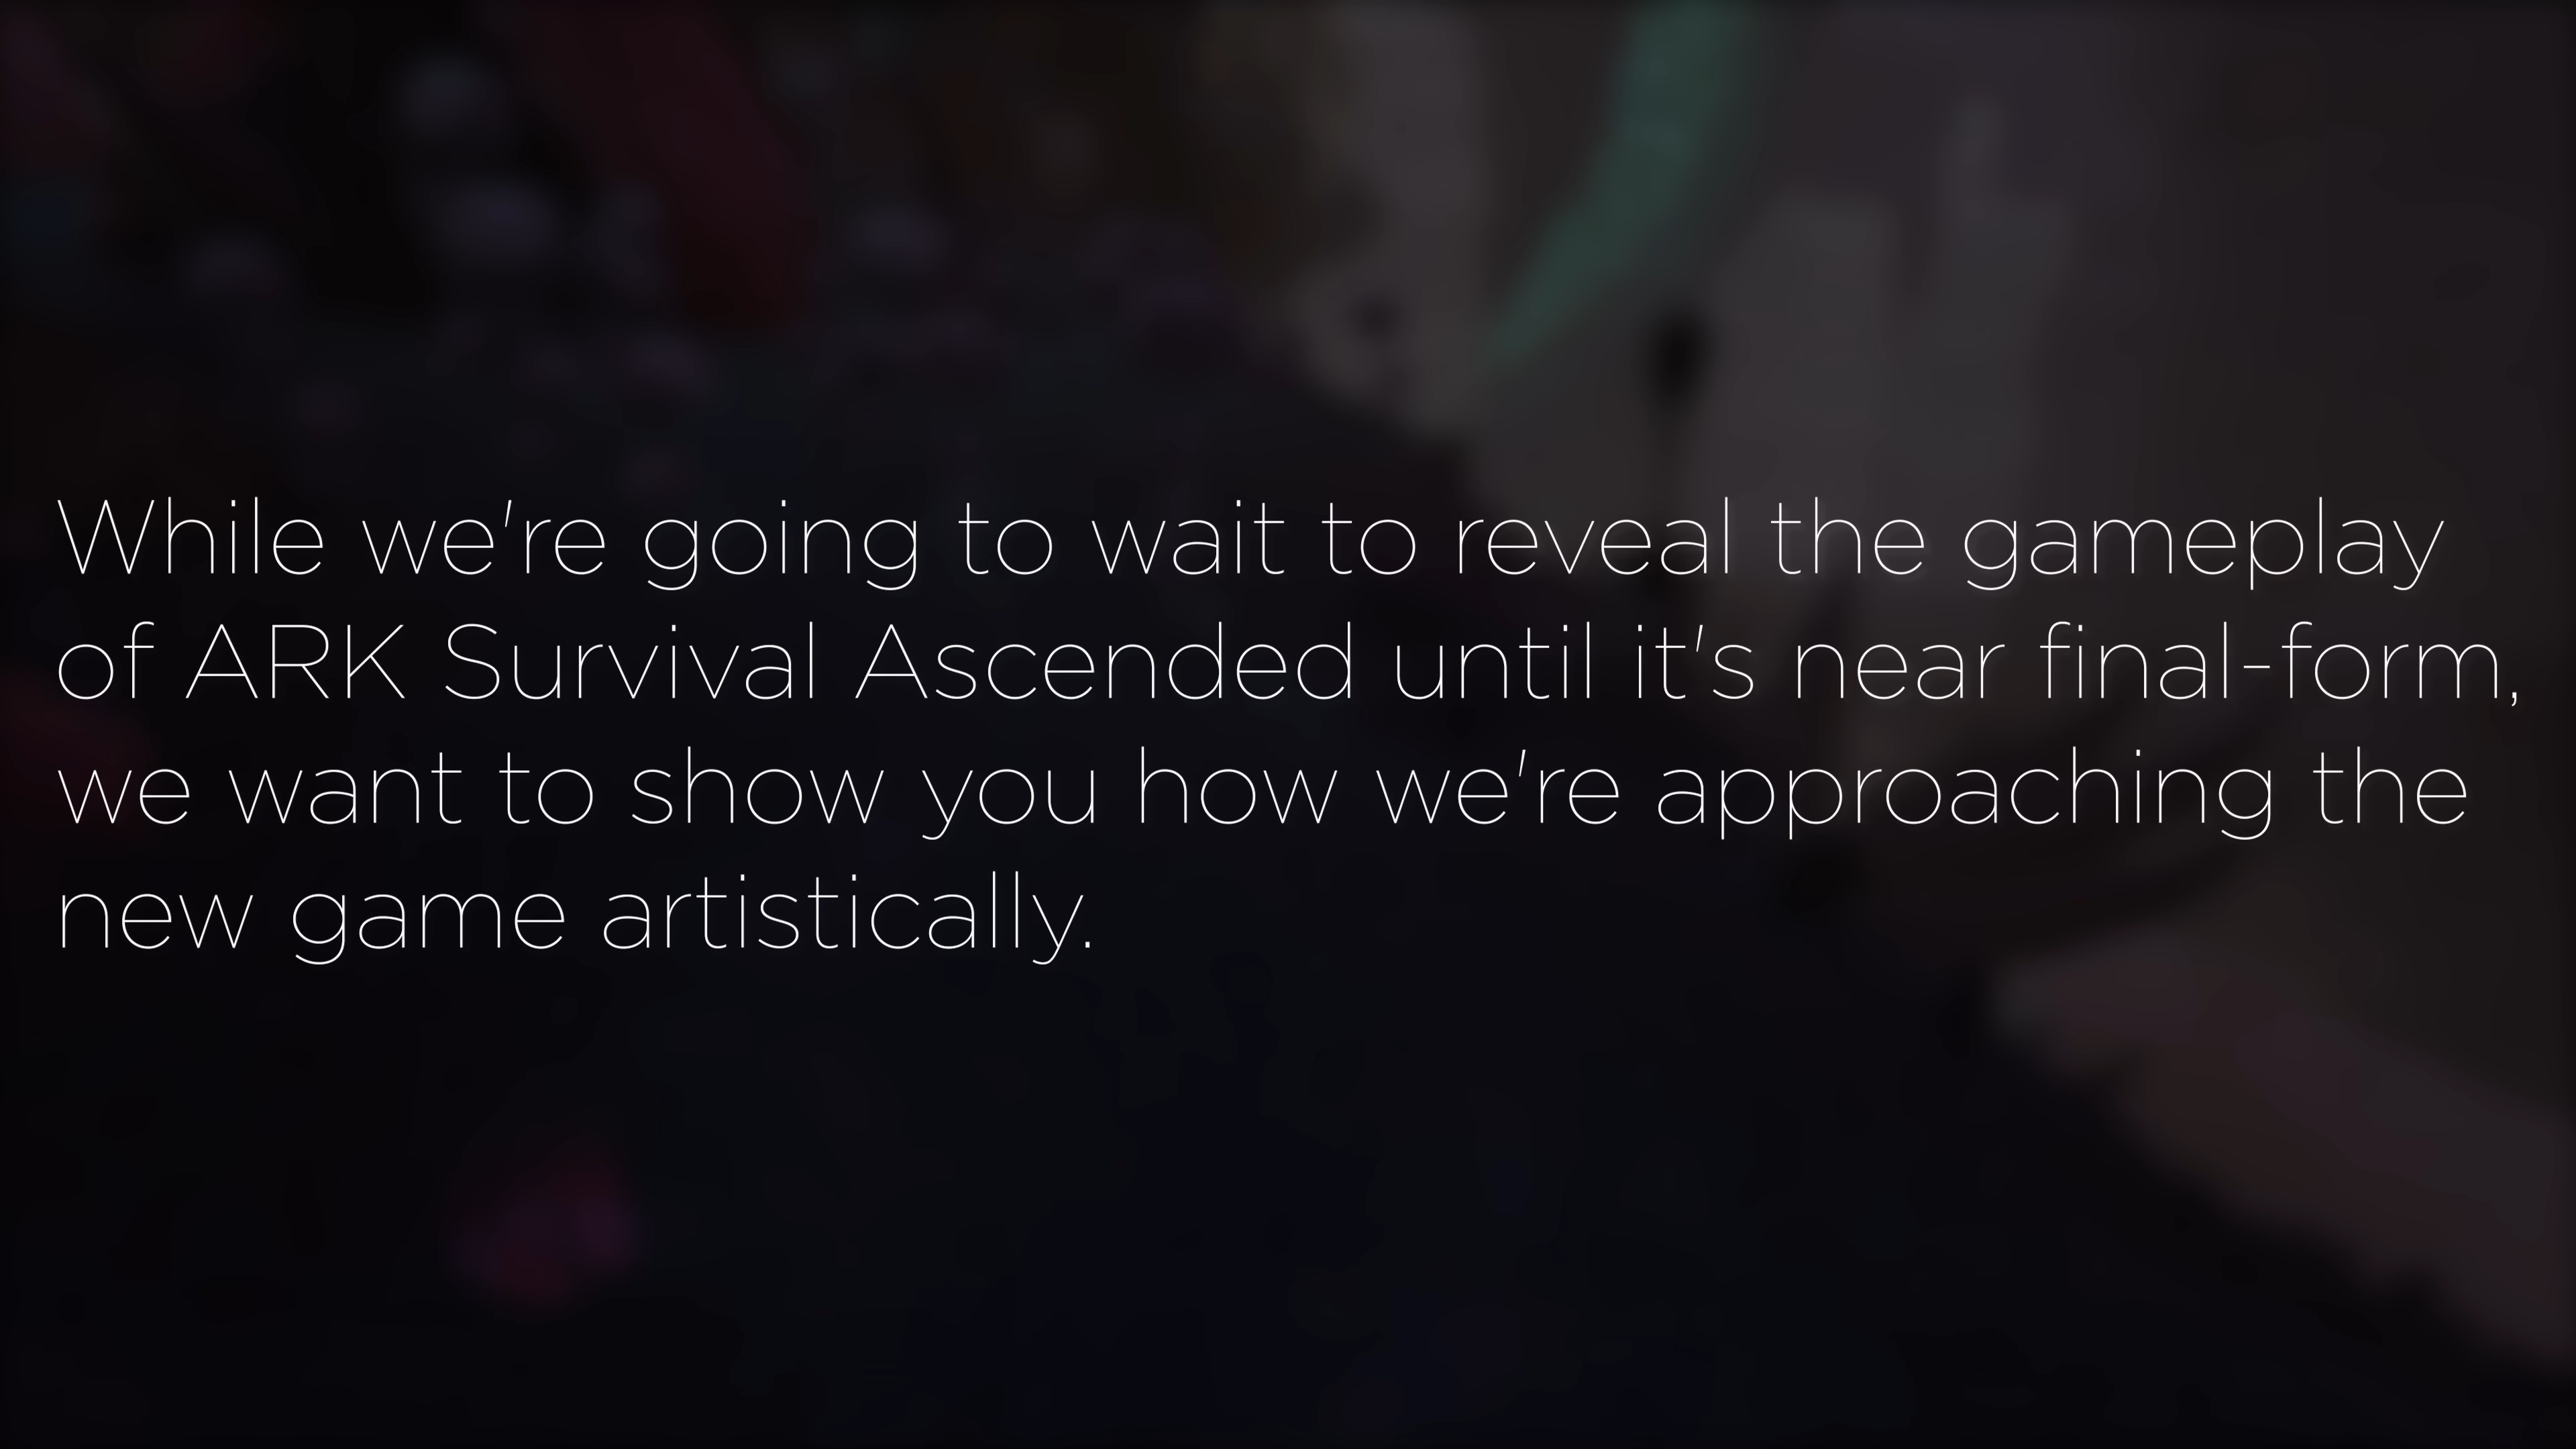 While we're going to wait to reveal the gameplay
of ARK Survival Ascended until it's near final-form,
we want to show you how we're approaching the
new game artistically.